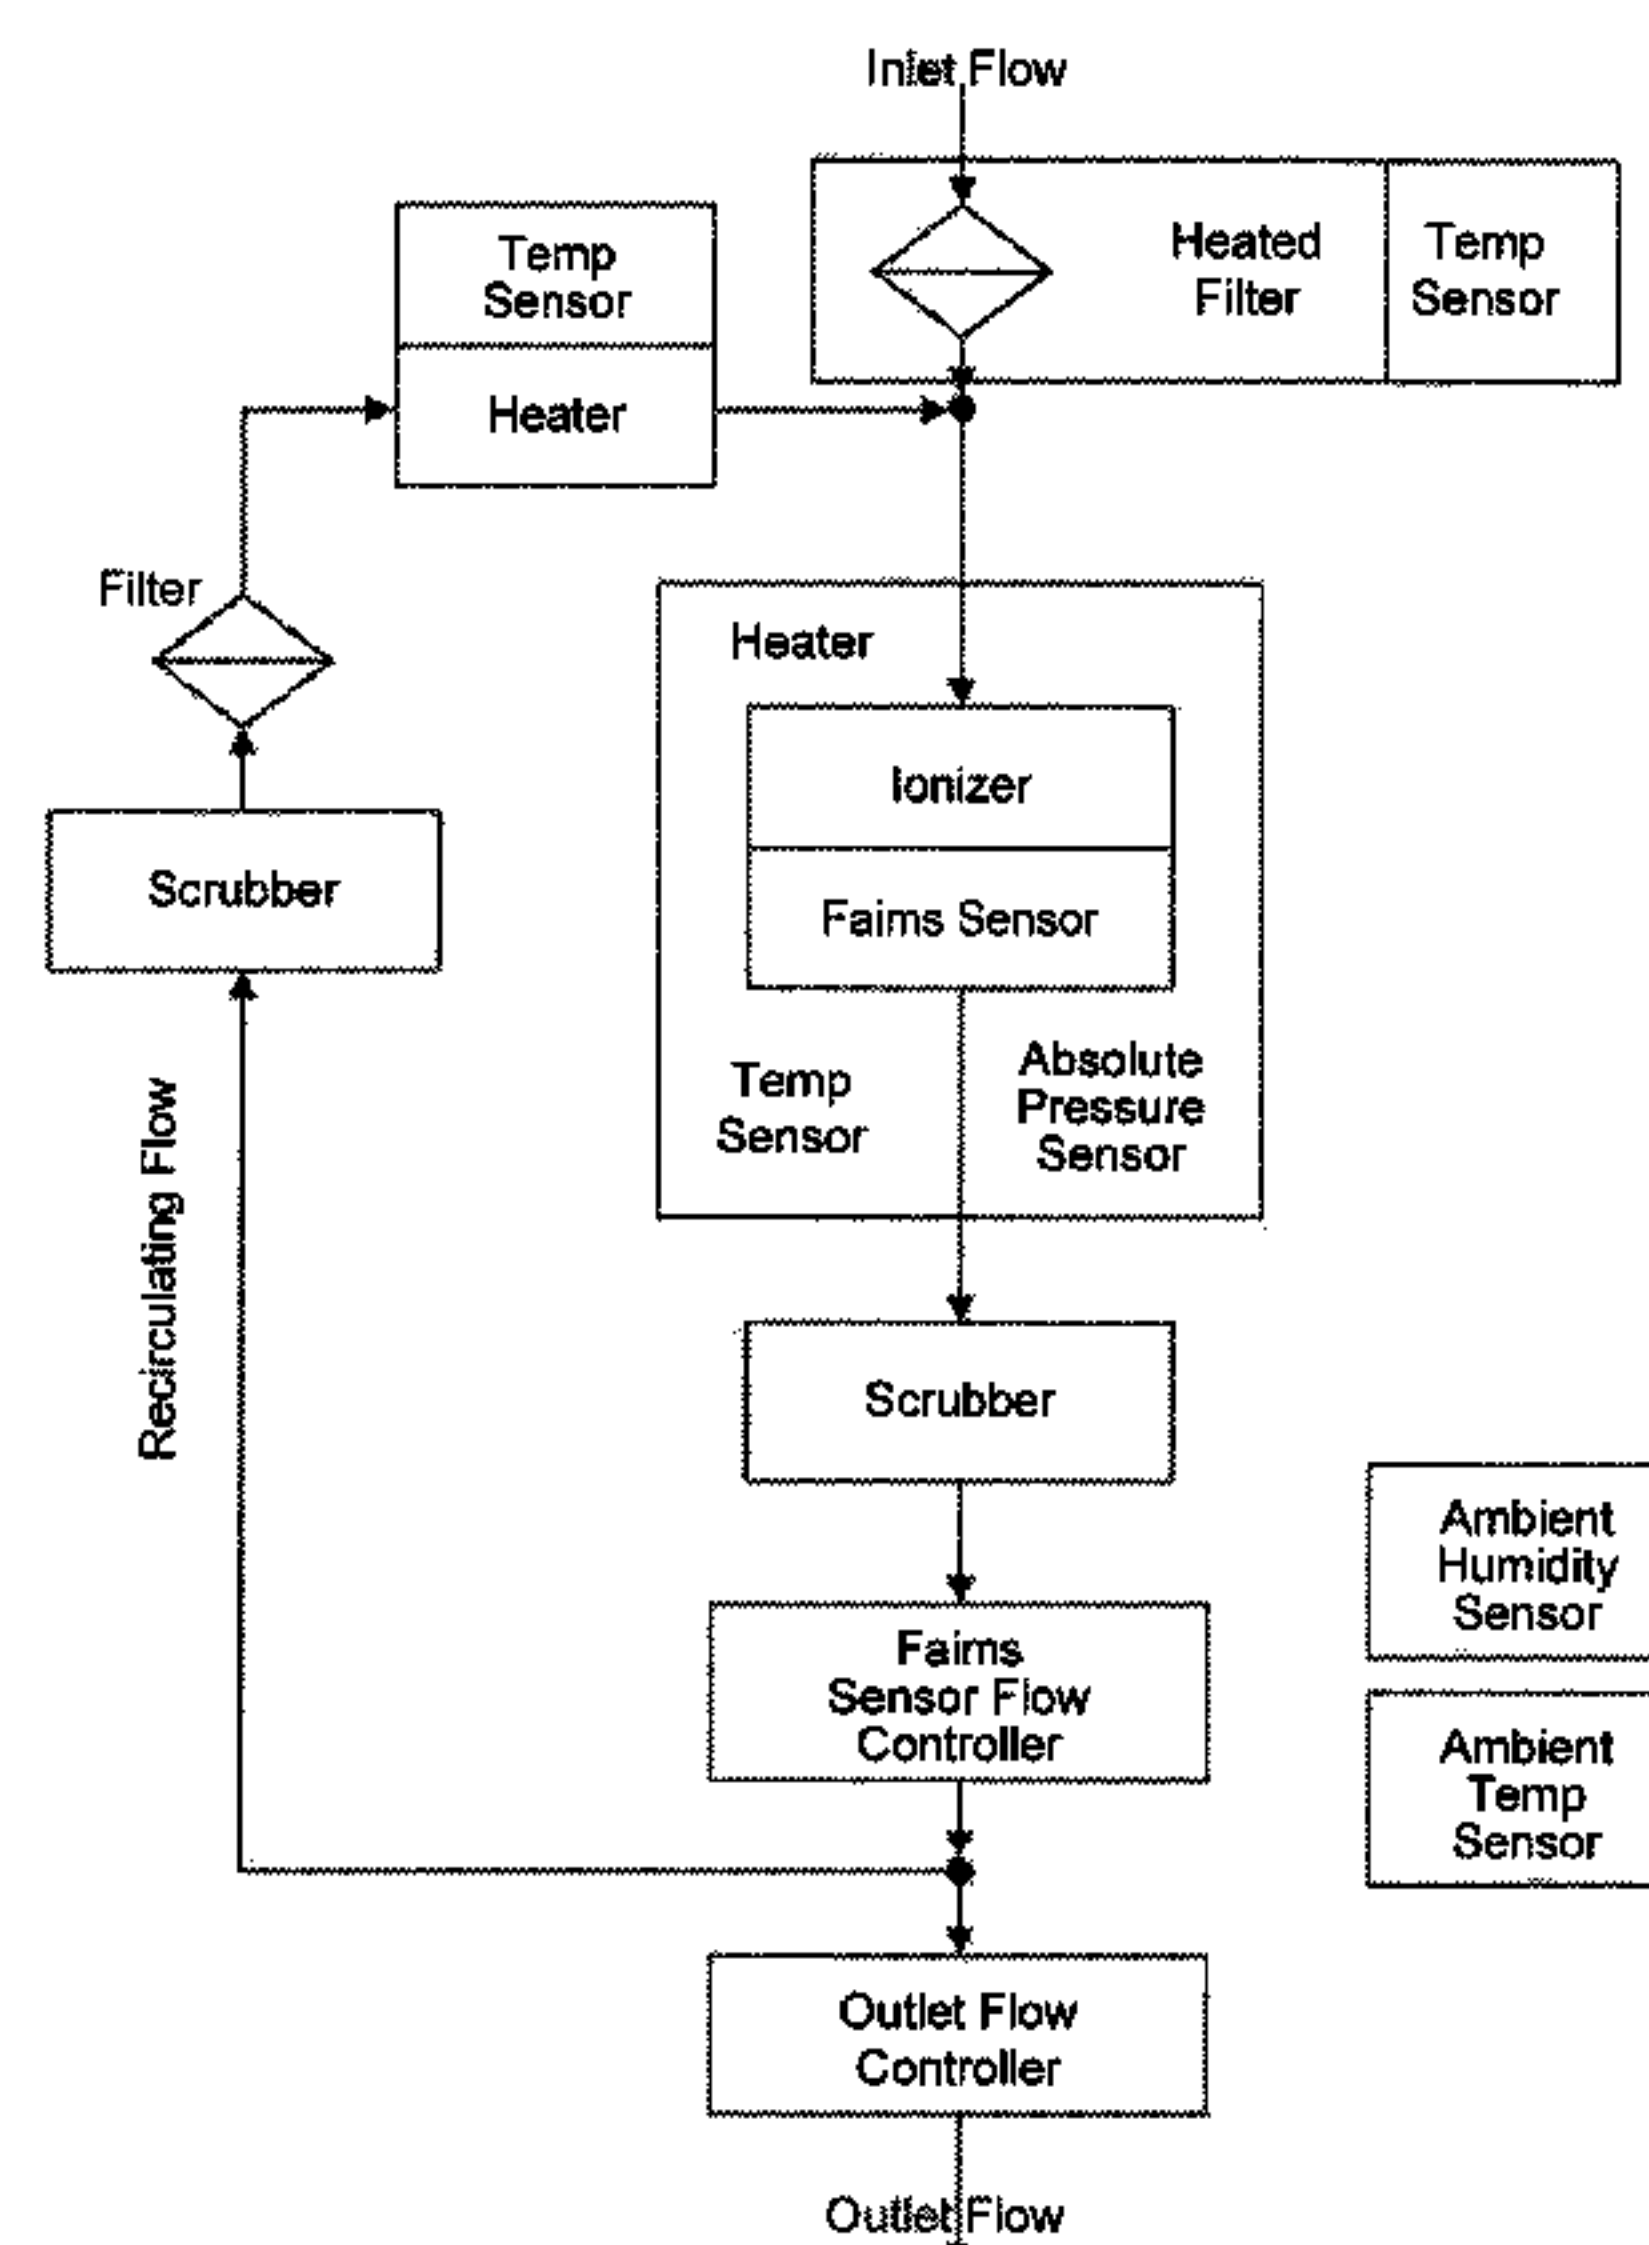 Inlet Flow
Temp
Sensor
Heater
Heated
Filter
Temp
Sensor
Filter
Heater
Ionizer
Faims Sensor
Scrubber
Temp
Sensor
Absolute
Pressure
Sensor
Recirculating Flow
Scrubber
Ambient
Humidity
Sensor
Faims
Sensor Flow
Controller
Ambient
Temp
Sensor
Outlet Flow
Controller
Outlet Flow